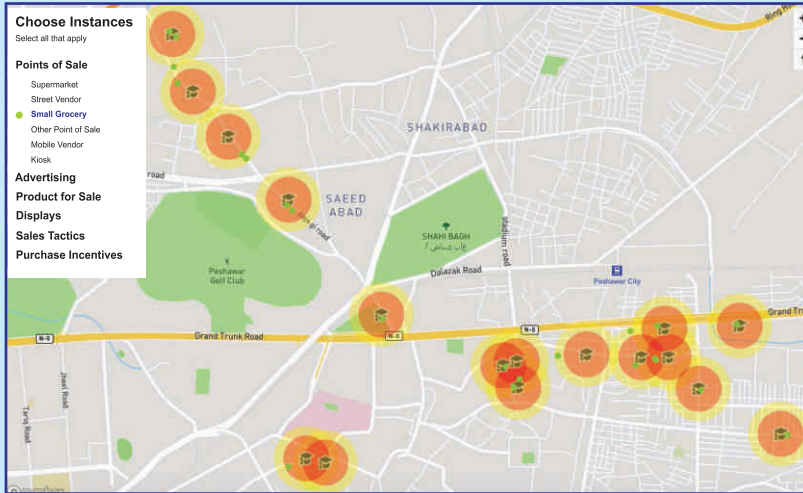 Choose Instances
Select all that apply
Points of Sale
Supermarket
Street Vendor
Small Grocery
Other Point of Sale
Mobile Vendor
Kiosk
Advertising
Product for Sale
Displays
Sales Tactics
Purchase Incentives
Ring Ro
road
SHAKIRABAD
SAEED
ABAD
stadium road
SHAHI BAGH
Dalazak Road
Peshawar
Golf Club
Peshawar City
Grand Tru
N-5
Grand Trunk Road
N-5
N-5
Jheel Road
Tariq Road